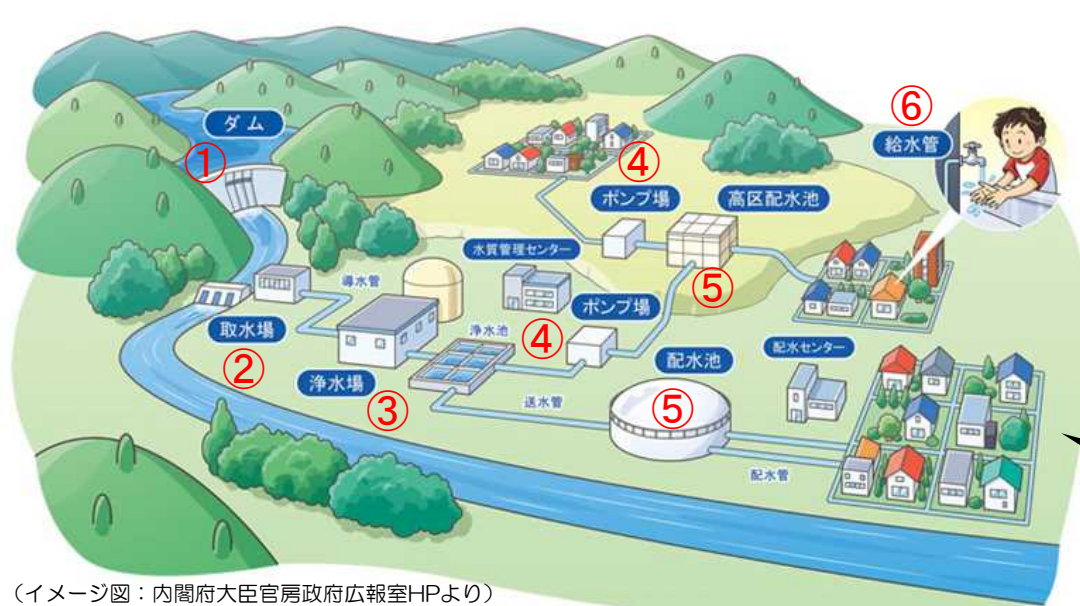 ダム
①
⑥
給水管
④
ポンプ場
高区配水池
水質管理センター
⑤
導水管
ポンプ場
取水場
②
浄水池
④
浄水場
③
配水池
⑤
配水センター
送水管
配水管
(イメージ図：内閣府大臣官房政府広報室HPより)